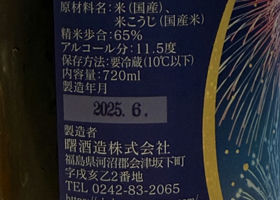 原材料名：米（国産）、
米こうじ（国産米）
精米歩合：65%
アルコール分：11.5度
保存方法：要冷蔵（10℃以下）
内容量：720ml
製造年月
2025.6.
製造者
曙酒造株式会社
福島県河沼郡会津坂下町
字戌亥乙2番地
TEL 0242-83-2065